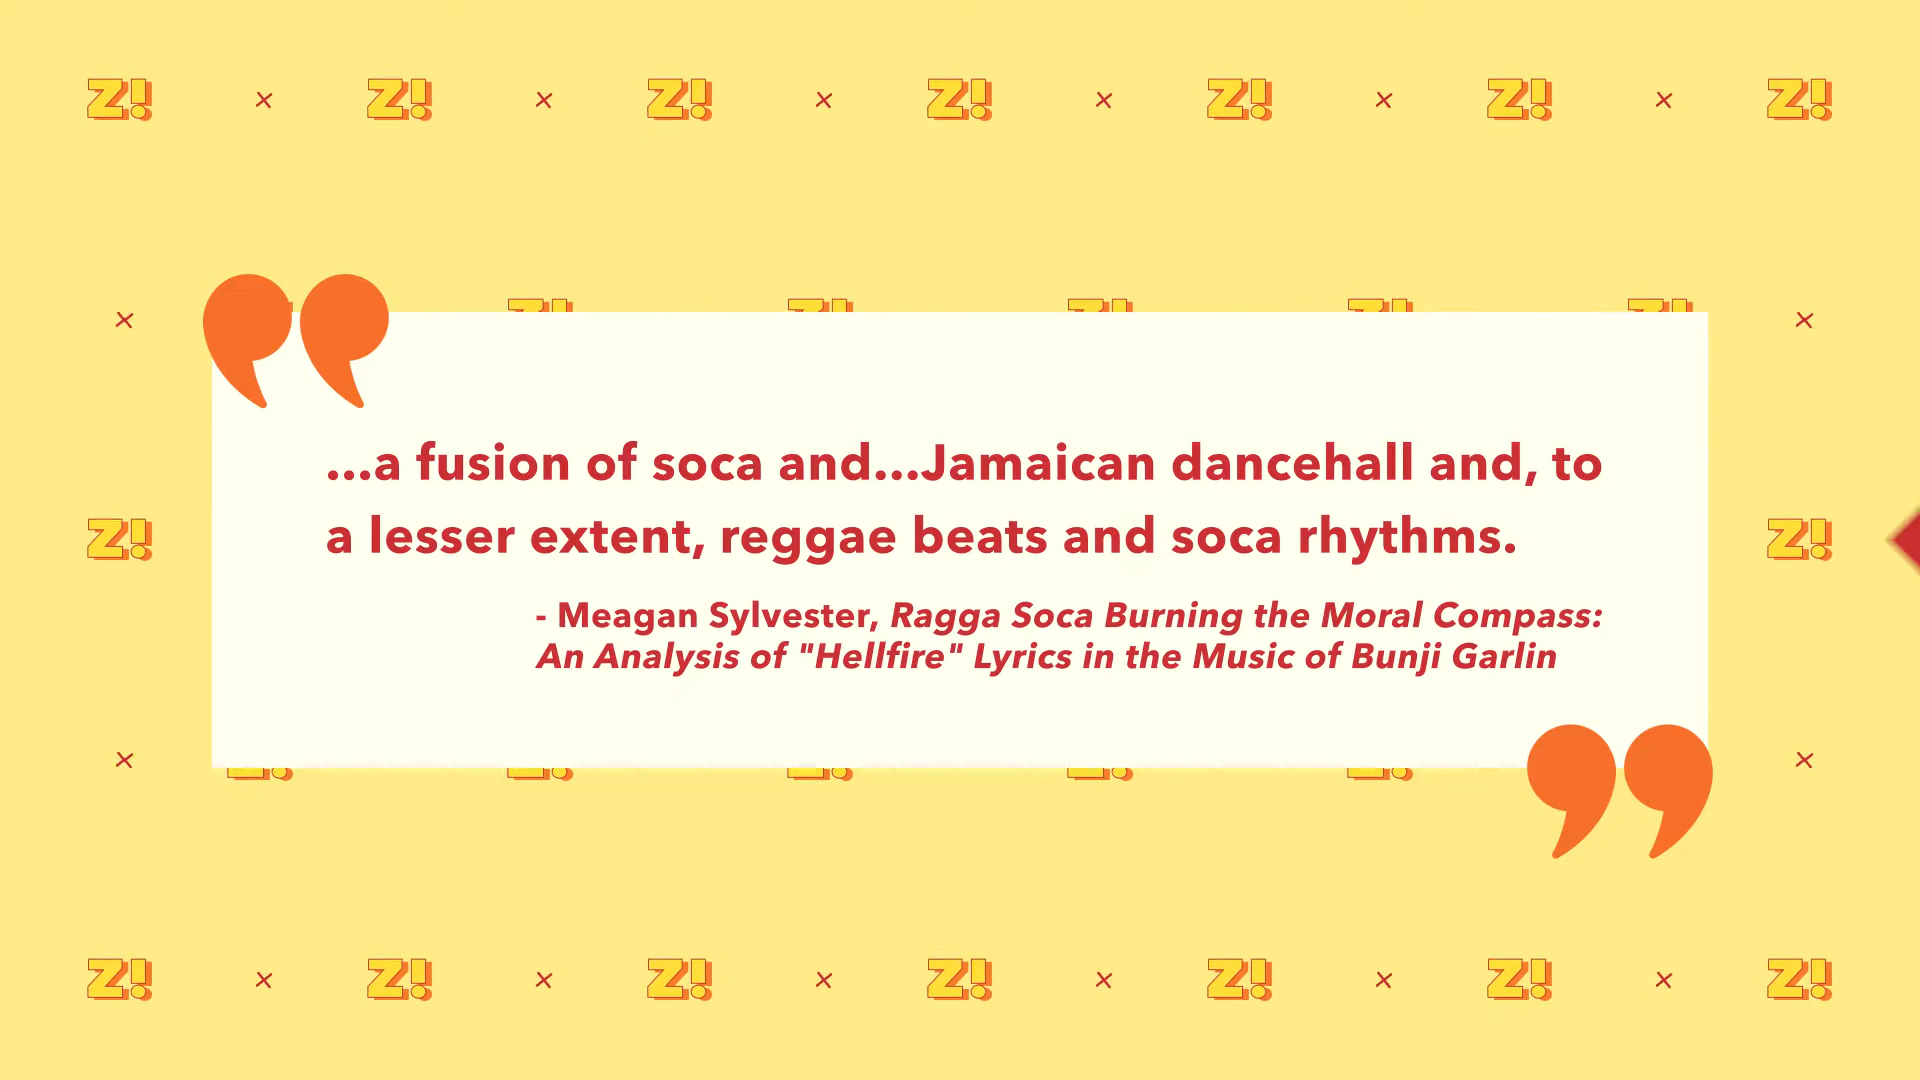 Z! × Z! × Z! × Z! × Z! × Z! × Z!
...a fusion of soca and...Jamaican dancehall and, to
a lesser extent, reggae beats and soca rhythms.
- Meagan Sylvester, Ragga Soca Burning the Moral Compass:
An Analysis of "Hellfire" Lyrics in the Music of Bunji Garlin
Z! Z!
Z! × Z! × Z! × Z! × Z! × Z! × Z!